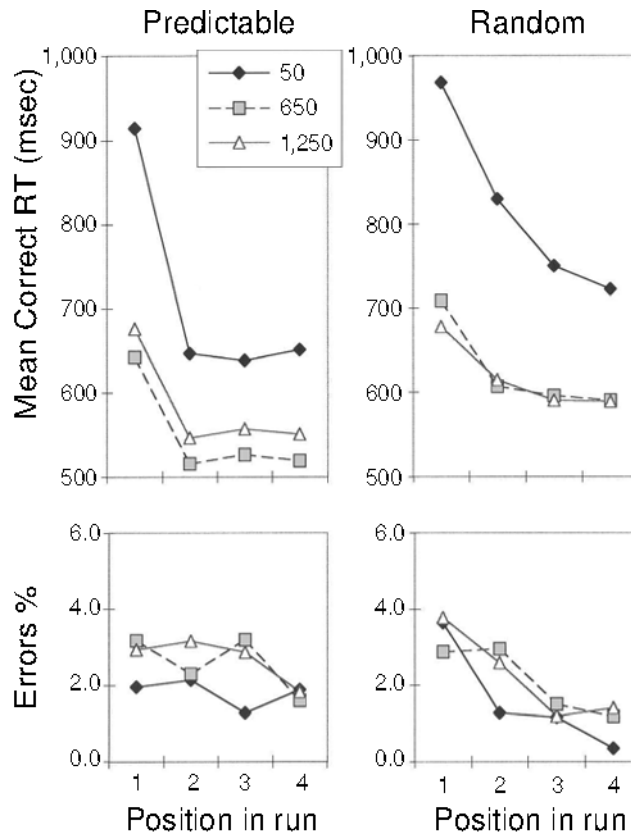 Predictable Random
1,000 1,000
50
650
1,250
900 900
800 800
700 700
600 600
500 500
Mean Correct RT (msec)
6.0 6.0
4.0 4.0
2.0 2.0
0.0 0.0
Errors %
1 2 3 4 1 2 3 4
Position in run Position in run